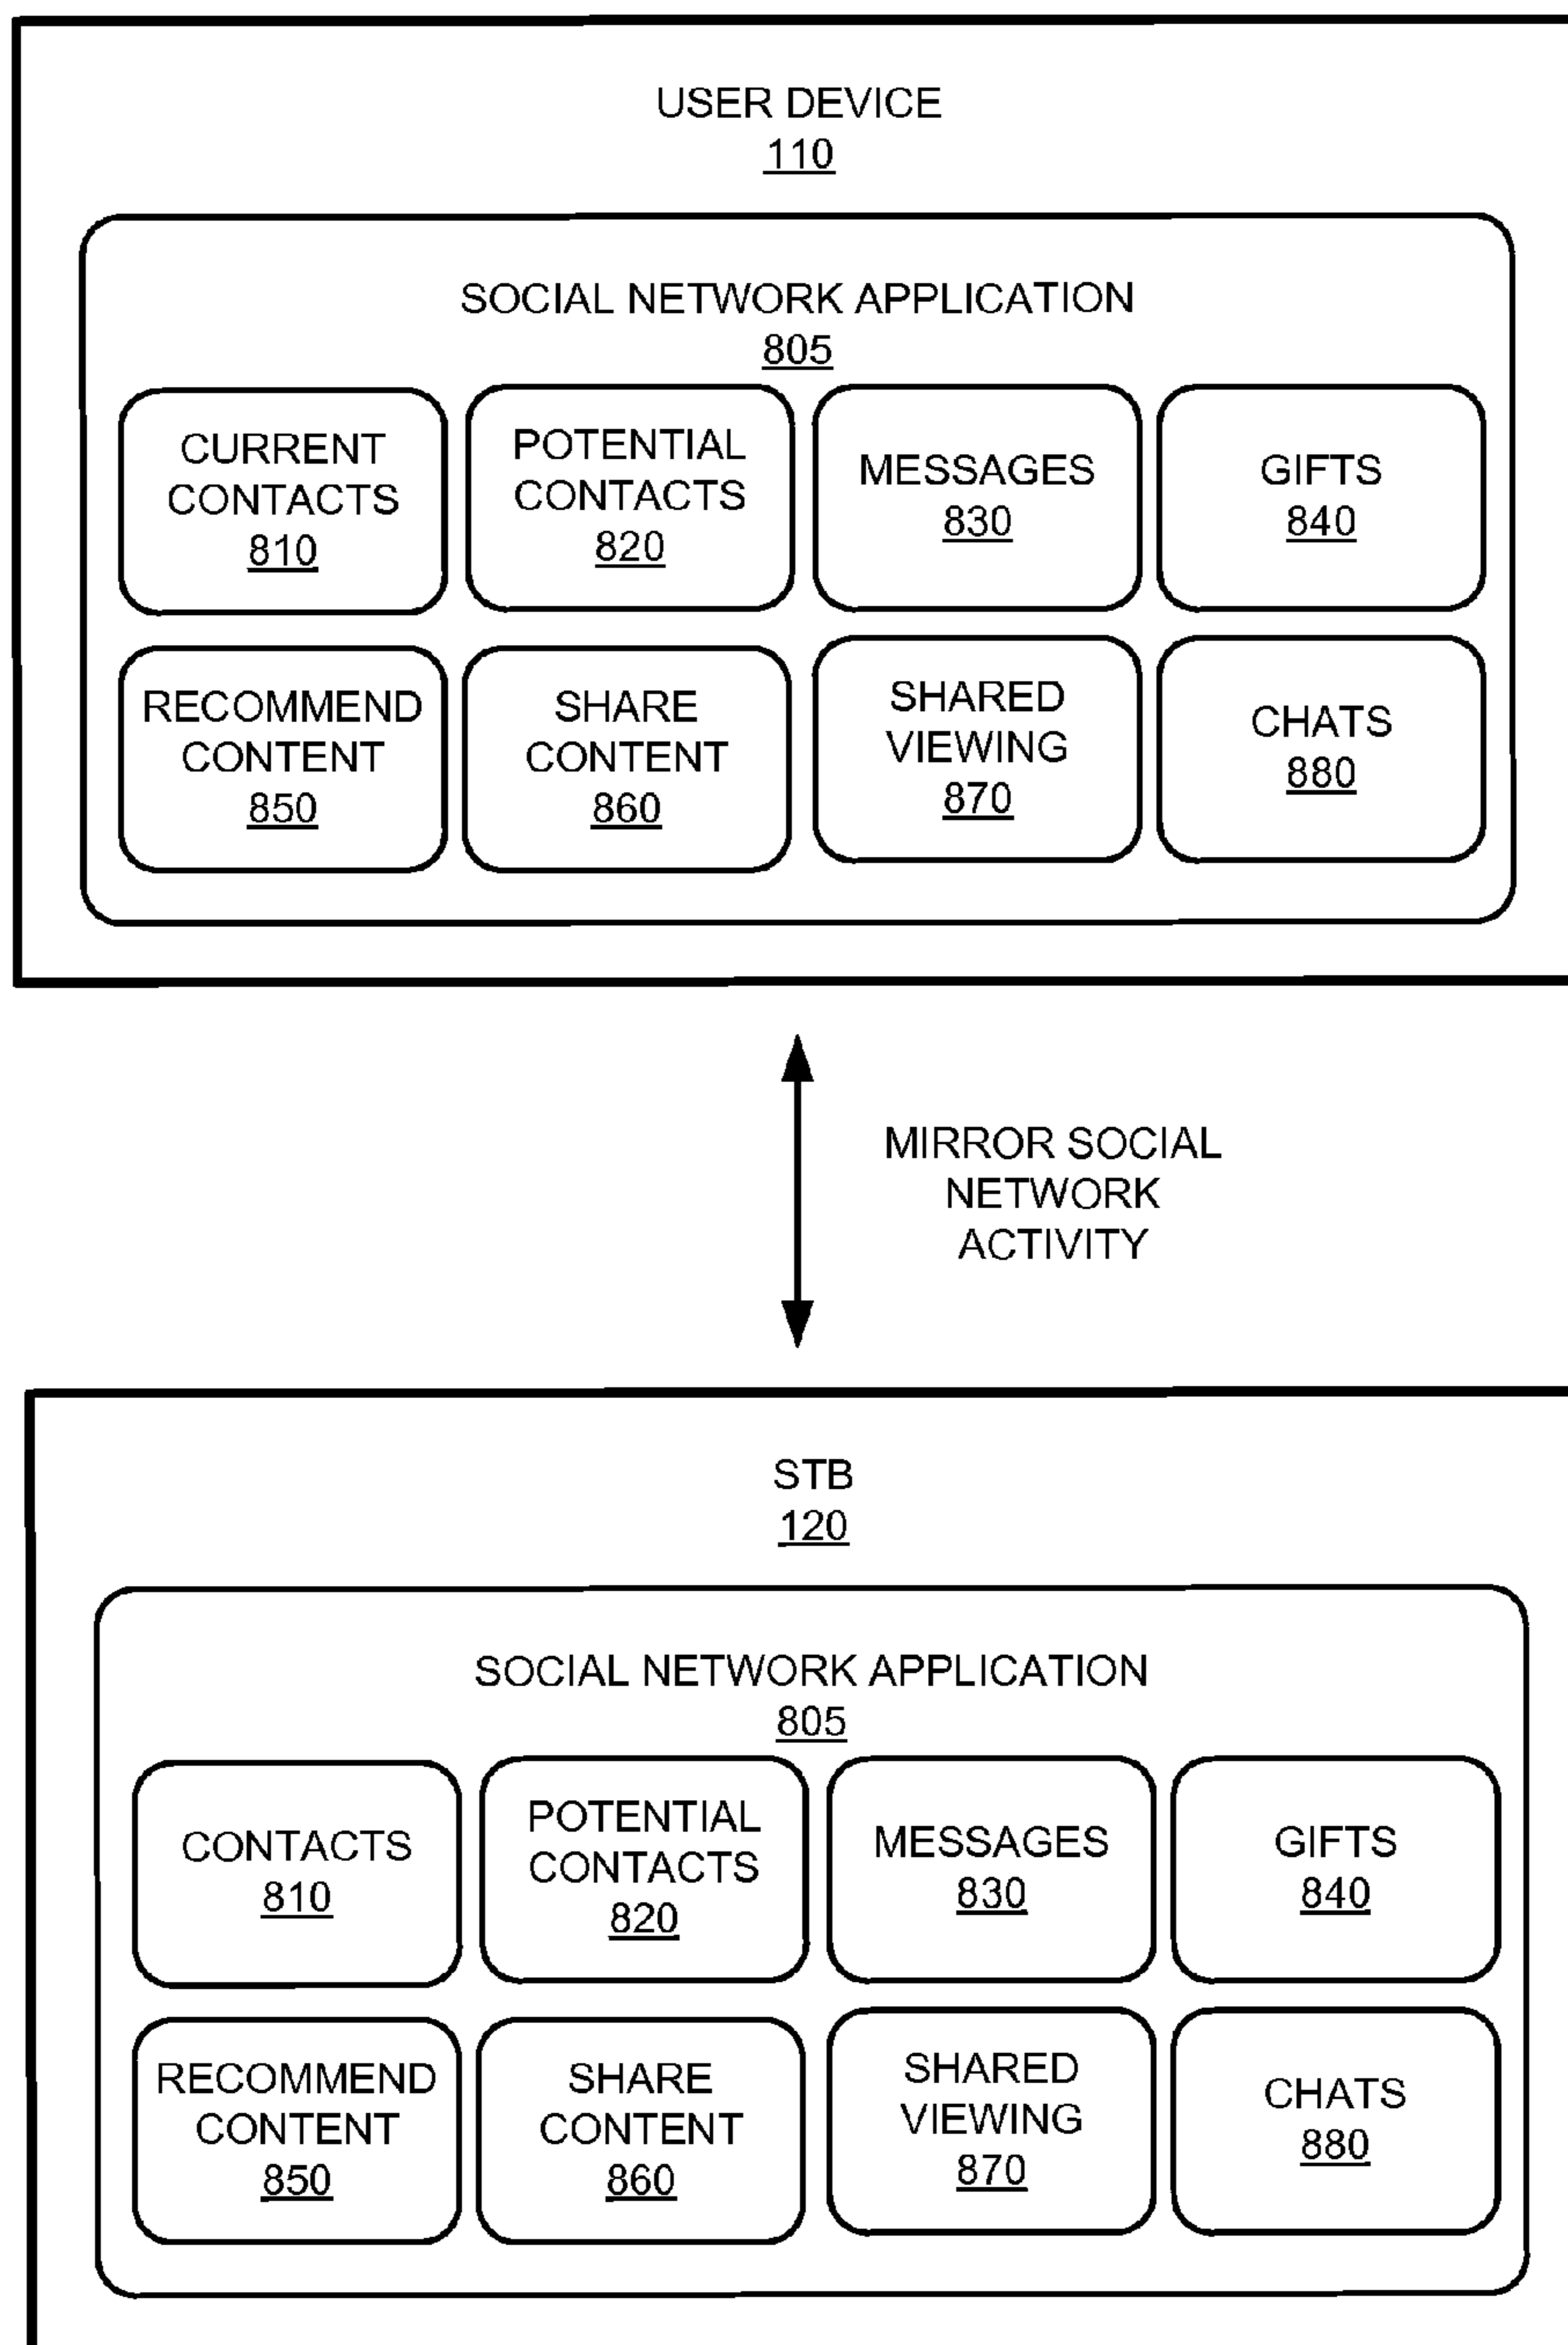 USER DEVICE
110
SOCIAL NETWORK APPLICATION
805
CURRENT
CONTACTS
810
POTENTIAL
CONTACTS
820
MESSAGES
830
GIFTS
840
RECOMMEND
CONTENT
850
SHARE
CONTENT
860
SHARED
VIEWING
870
CHATS
880
MIRROR SOCIAL
NETWORK
ACTIVITY
STB
120
SOCIAL NETWORK APPLICATION
805
CONTACTS
810
POTENTIAL
CONTACTS
820
MESSAGES
830
GIFTS
840
RECOMMEND
CONTENT
850
SHARE
CONTENT
860
SHARED
VIEWING
870
CHATS
880